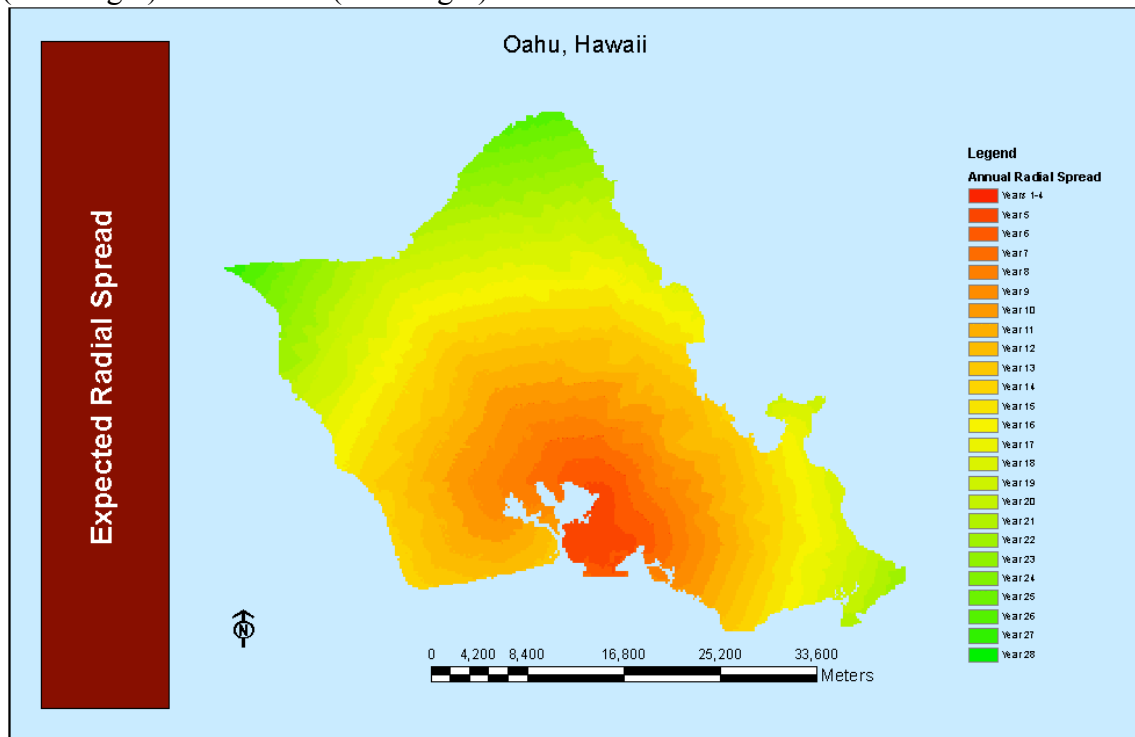 Oahu, Hawaii
Expected Radial Spread
Legend
Annual Radial Spread
Years 1-4
Year 5
Year 6
Year 7
Year 8
Year 9
Year 10
Year 11
Year 12
Year 13
Year 14
Year 15
Year 16
Year 17
Year 18
Year 19
Year 20
Year 21
Year 22
Year 23
Year 24
Year 25
Year 26
Year 27
Year 28
N
0 4,200 8,400 16,800 25,200 33,600
Meters